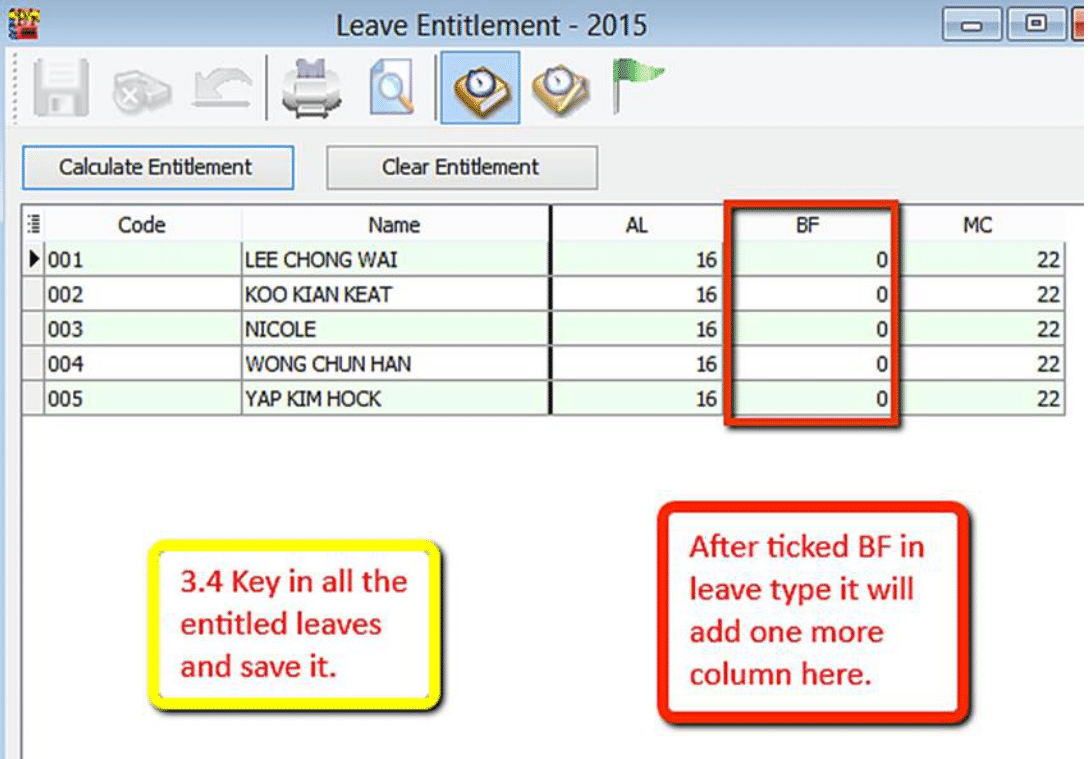 Leave Entitlement - 2015
Calculate Entitlement Clear Entitlement
Code Name AL BF MC
001 LEE CHONG WAI 16 0 22
002 KOO KIAN KEAT 16 0 22
003 NICOLE 16 0 22
004 WONG CHUN HAN 16 0 22
005 YAP KIM HOCK 16 0 22
3.4 Key in all the
entitled leaves
and save it.
After ticked BF in
leave type it will
add one more
column here.